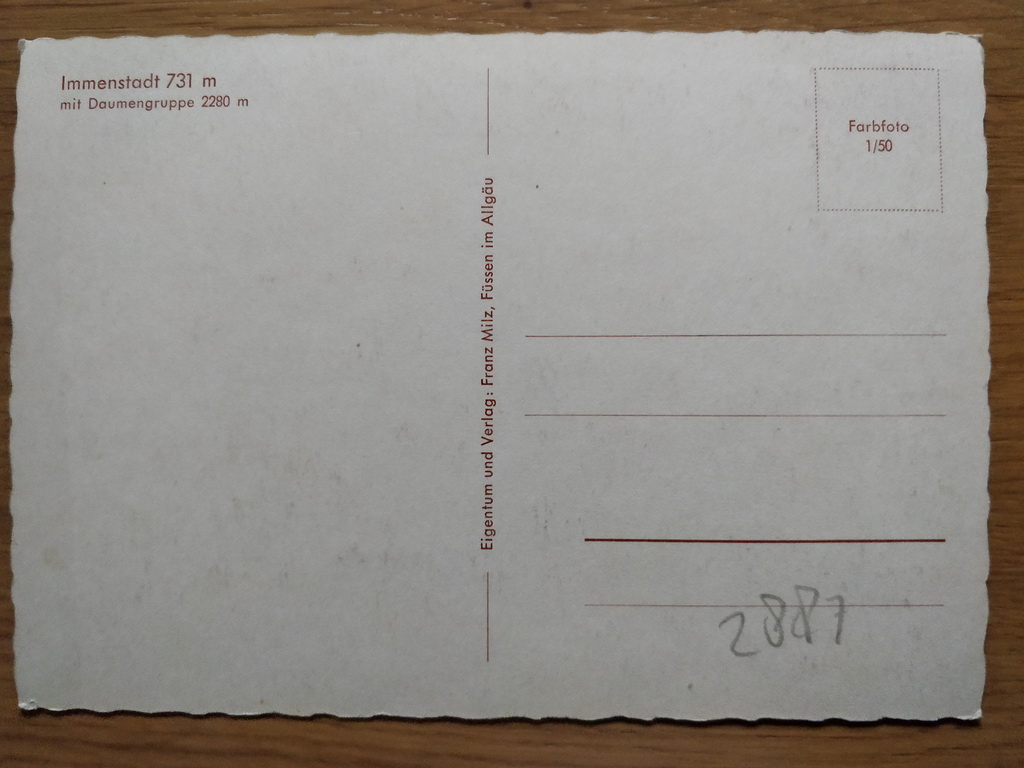 Immenstadt 731 m
mit Daumengruppe 2280 m
Eigentum und Verlag: Franz Milz, Füssen im Allgäu
Farbfoto
1/50
2887